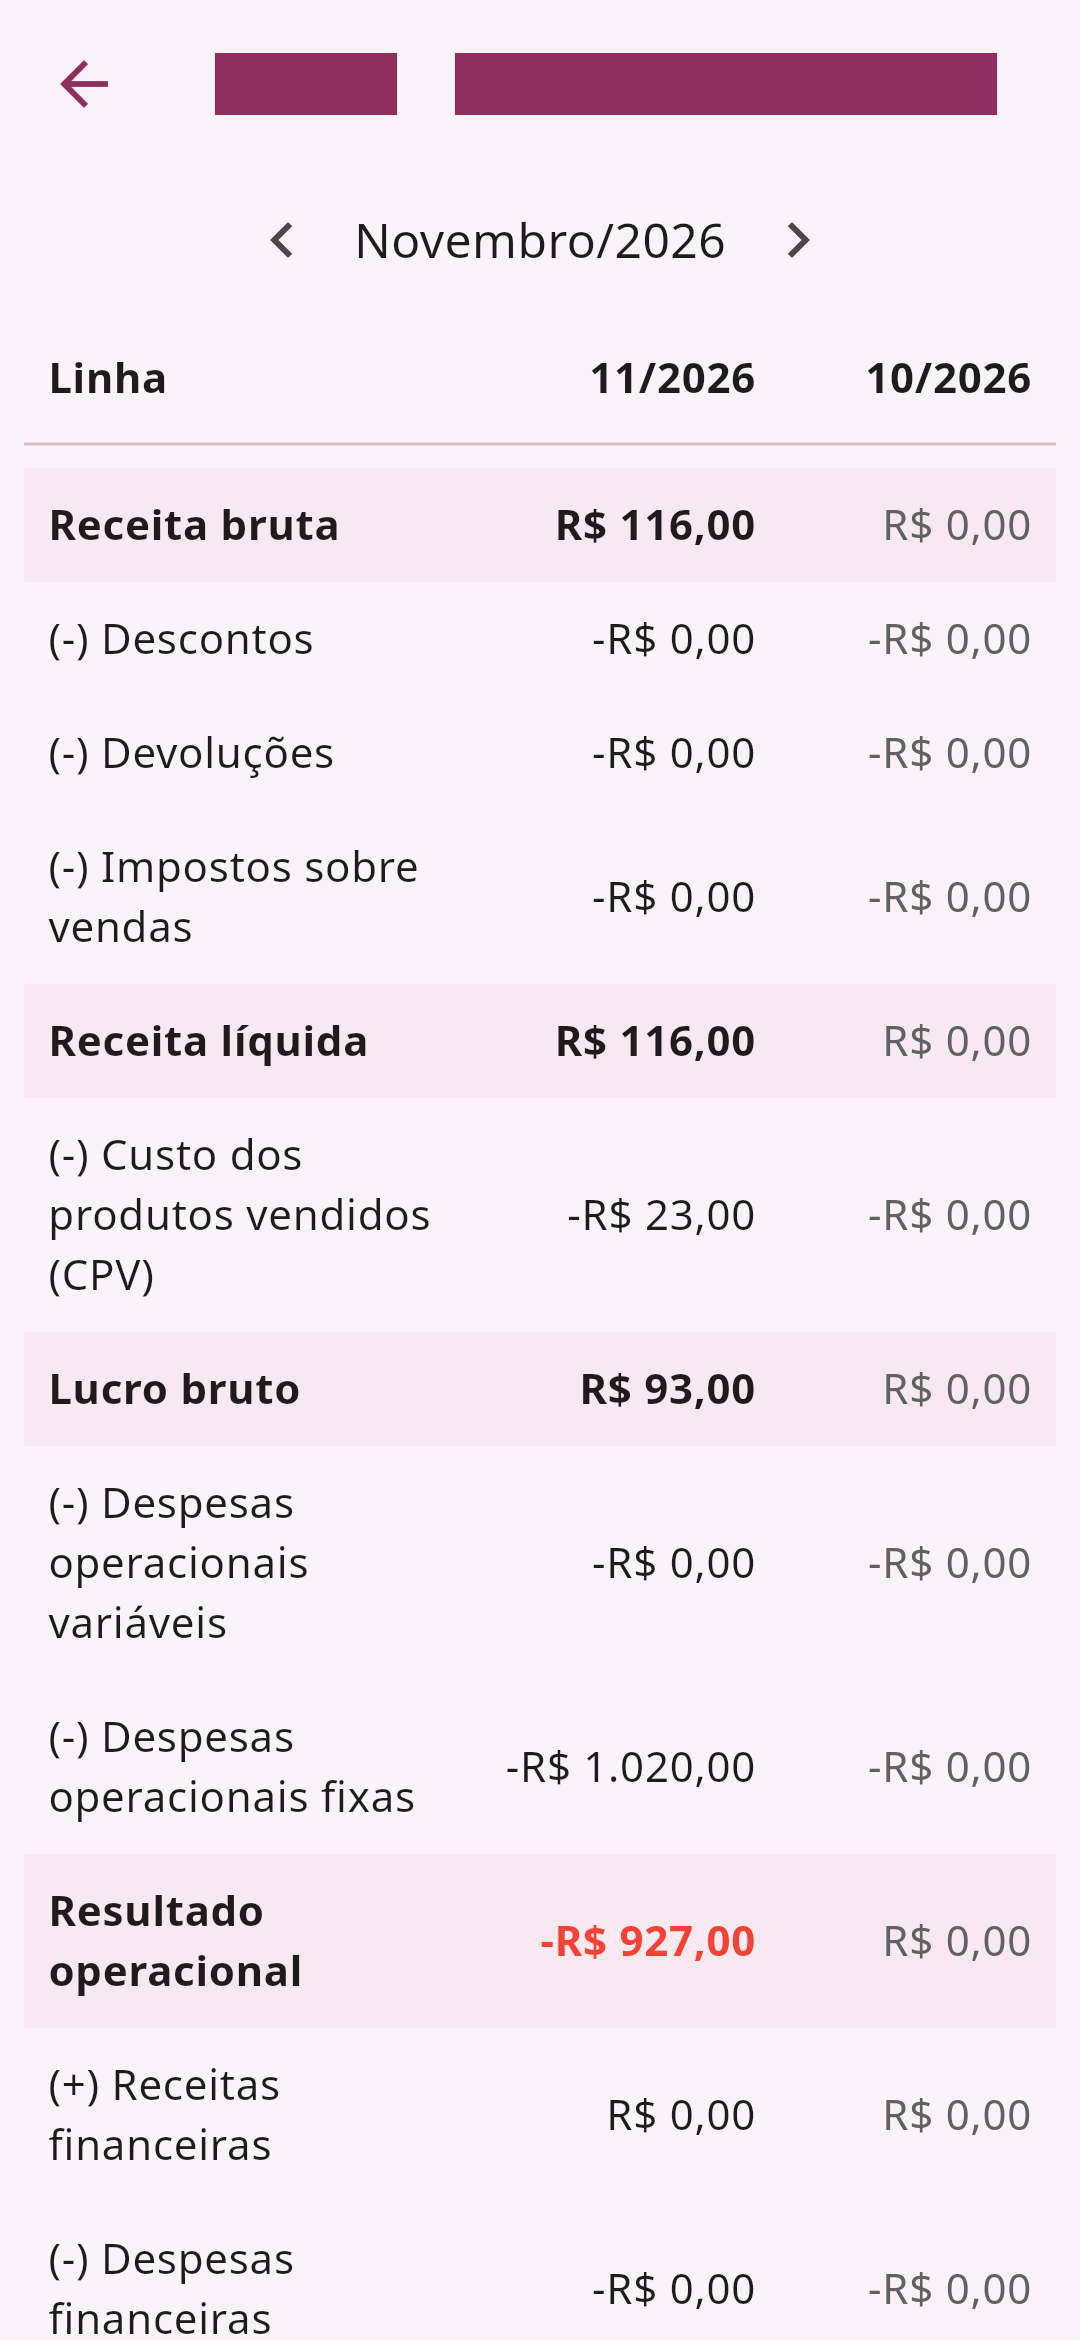 Novembro/2026
Linha 11/2026 10/2026
Receita bruta R$ 116,00 R$ 0,00
(-) Descontos -R$ 0,00 -R$ 0,00
(-) Devoluções -R$ 0,00 -R$ 0,00
(-) Impostos sobre
vendas -R$ 0,00 -R$ 0,00
Receita líquida R$ 116,00 R$ 0,00
(-) Custo dos
produtos vendidos -R$ 23,00 -R$ 0,00
(CPV)
Lucro bruto R$ 93,00 R$ 0,00
(-) Despesas
operacionais -R$ 0,00 -R$ 0,00
variáveis
(-) Despesas
operacionais fixas -R$ 1.020,00 -R$ 0,00
Resultado
operacional -R$ 927,00 R$ 0,00
(+) Receitas
financeiras R$ 0,00 R$ 0,00
(-) Despesas
financeiras -R$ 0,00 -R$ 0,00